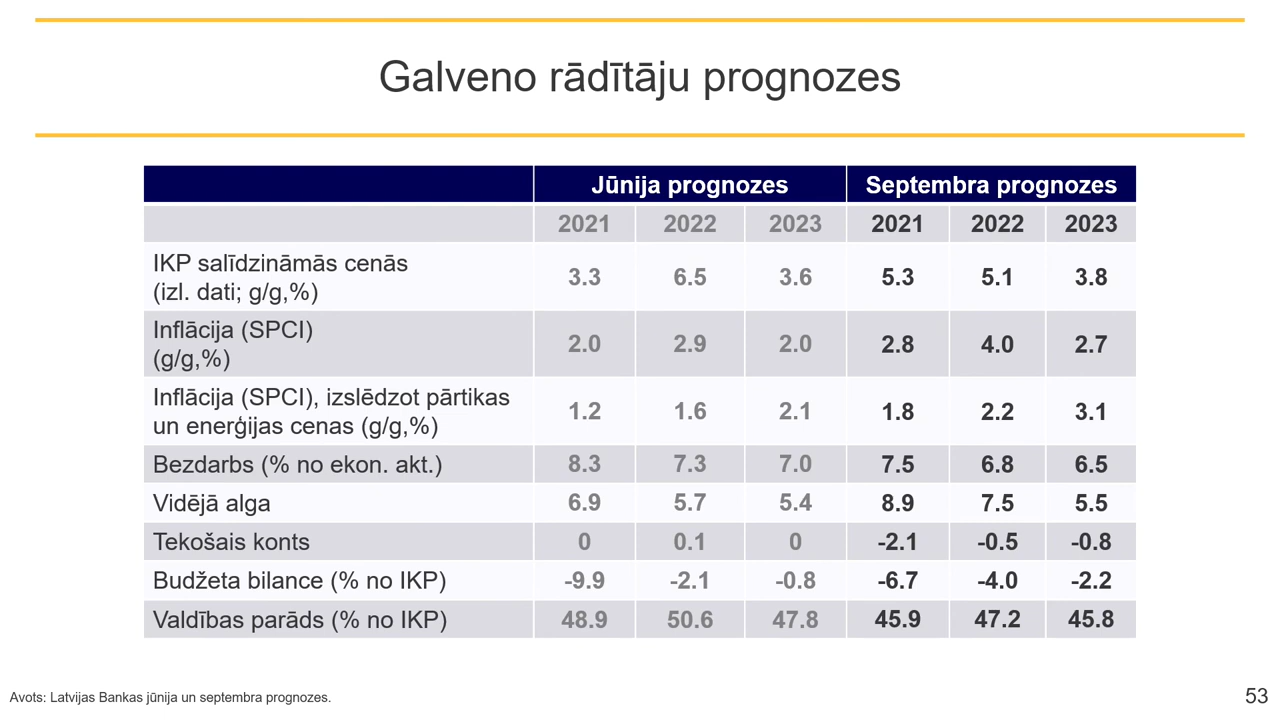 Galveno rādītāju prognozes
Jūnija prognozes Septembra prognozes
2021 2022 2023 2021 2022 2023
IKP salīdzināmās cenās
(izl. dati; g/g,%) 3.3 6.5 3.6 5.3 5.1 3.8
Inflācija (SPCI)
(g/g,%) 2.0 2.9 2.0 2.8 4.0 2.7
Inflācija (SPCI), izslēdzot pārtikas
un enerģijas cenas (g/g,%) 1.2 1.6 2.1 1.8 2.2 3.1
Bezdarbs (% no ekon. akt.) 8.3 7.3 7.0 7.5 6.8 6.5
Vidējā alga 6.9 5.7 5.4 8.9 7.5 5.5
Tekošais konts 0 0.1 0 -2.1 -0.5 -0.8
Budžeta bilance (% no IKP) -9.9 -2.1 -0.8 -6.7 -4.0 -2.2
Valdības parāds (% no IKP) 48.9 50.6 47.8 45.9 47.2 45.8
Avots: Latvijas Bankas jūnija un septembra prognozes.
53